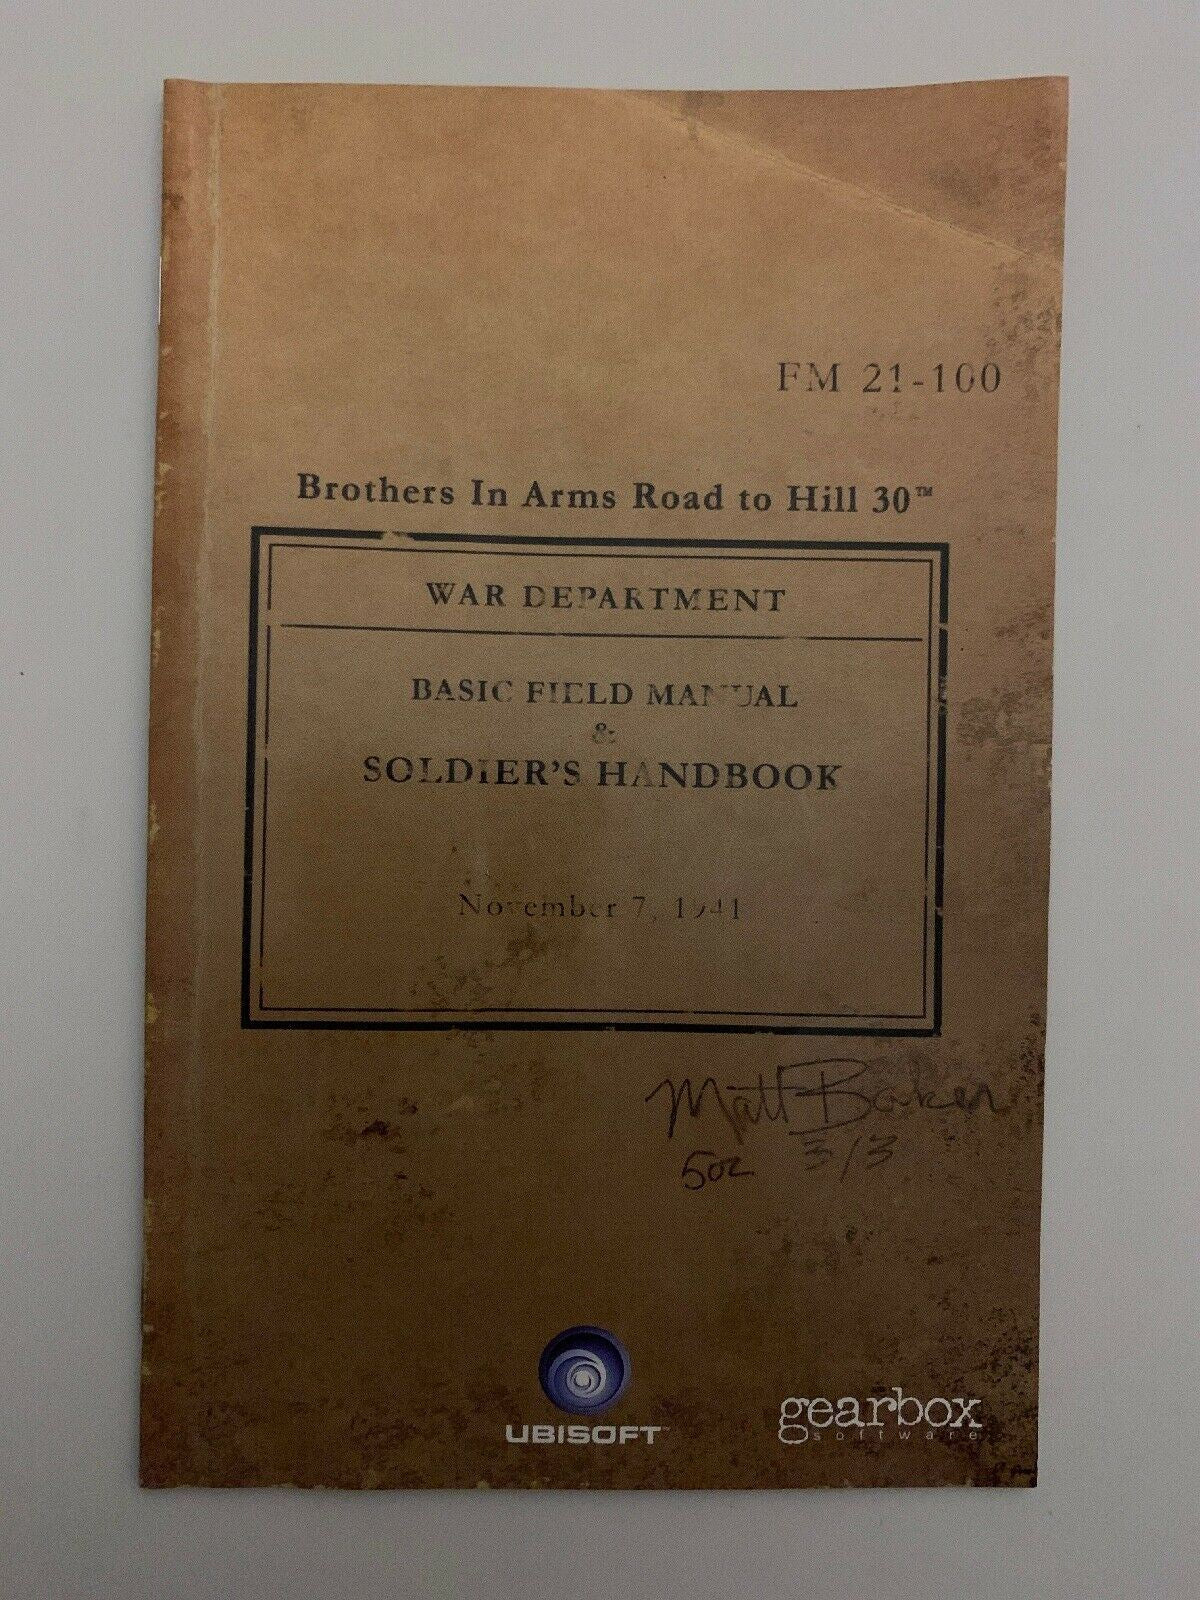 FM 21-100
Brothers In Arms Road to Hill 30™
WAR DEPARTMENT
BASIC FIELD MANUAL
&
SOLDIER'S HANDBOOK
November 7, 1941
Matt Baker
502 3/3
UBISOFT™
gearbox
software